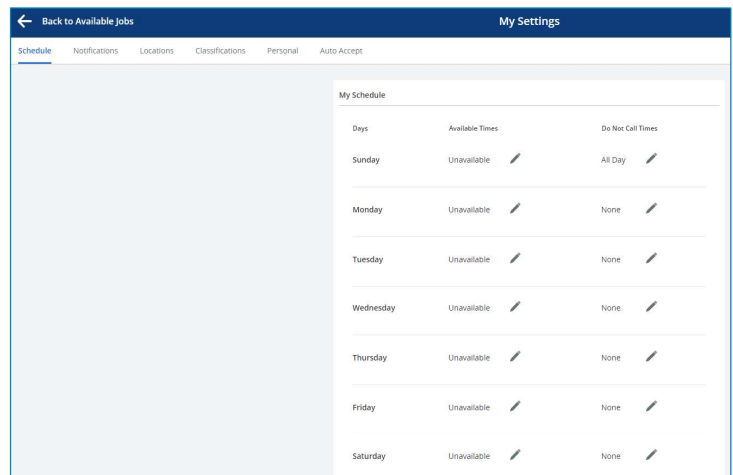 Back to Available Jobs My Settings
Schedule Notifications Locations Classifications Personal Auto Accept
My Schedule
Days Available Times Do Not Call Times
Sunday Unavailable All Day
Monday Unavailable None
Tuesday Unavailable None
Wednesday Unavailable None
Thursday Unavailable None
Friday Unavailable None
Saturday Unavailable None